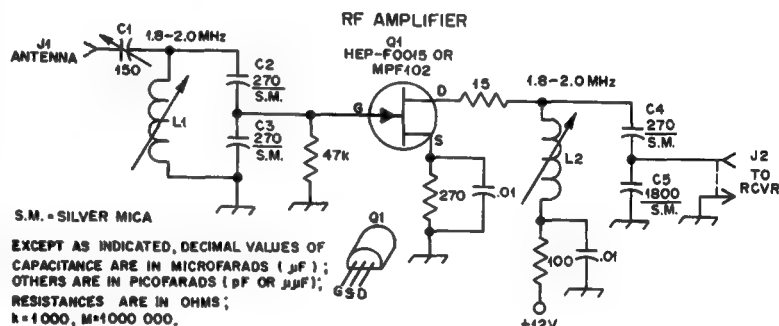 RF AMPLIFIER
J1
ANTENNA
C1
150
1.8-2.0 MHz
L1
C2
270
S.M.
C3
270
S.M.
47k
Q1
HEP-F0015 OR
MPF102
G
D
S
15
270
.01
1.8-2.0 MHz
L2
100
.01
+12V
C4
270
S.M.
C5
1800
S.M.
J2
TO
RCVR
S.M. = SILVER MICA
EXCEPT AS INDICATED, DECIMAL VALUES OF
CAPACITANCE ARE IN MICROFARADS ( µF ) ;
OTHERS ARE IN PICOFARADS ( pF OR µµF);
RESISTANCES ARE IN OHMS ;
k=1000, M=1000 000.
Q1
G S D